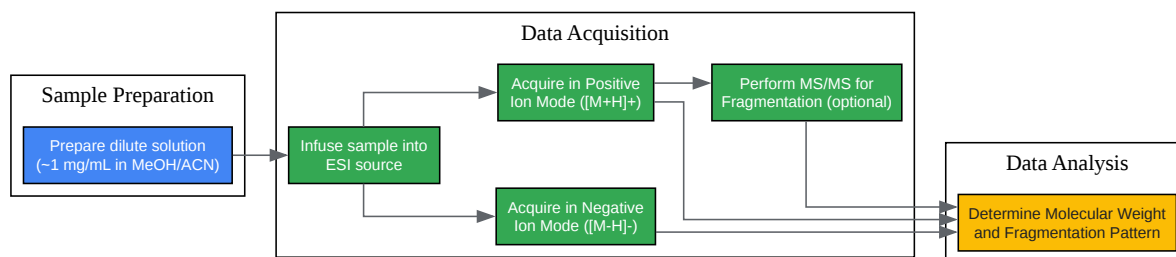 Sample Preparation
Prepare dilute solution
(~1 mg/mL in MeOH/ACN)
Data Acquisition
Infuse sample into
ESI source
Acquire in Positive
Ion Mode ([M+H]+)
Perform MS/MS for
Fragmentation (optional)
Acquire in Negative
Ion Mode ([M-H]-)
Data Analysis
Determine Molecular Weight
and Fragmentation Pattern